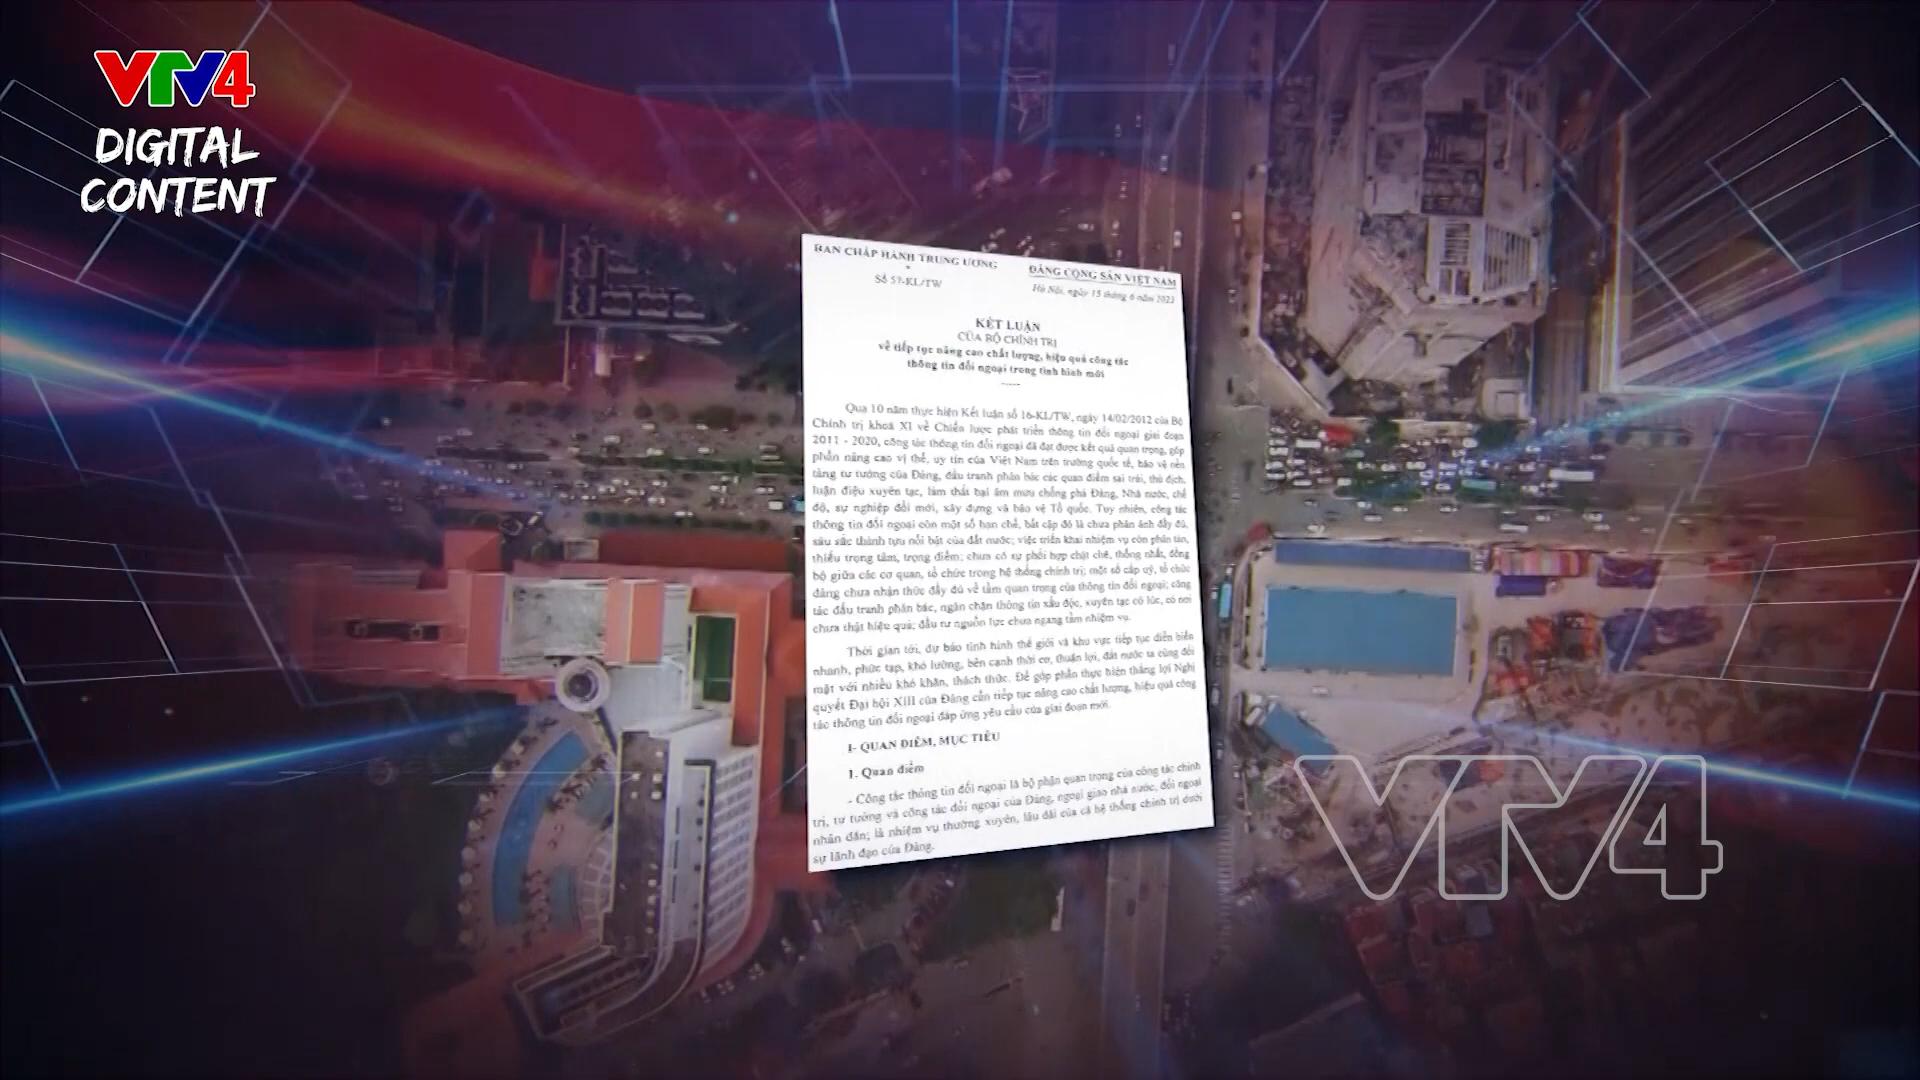 VTV4
DIGITAL
CONTENT
BAN CHẤP HÀNH TRUNG ƯƠNG
ĐẢNG CỘNG SẢN VIỆT NAM
Số 57-KL/TW
Hà Nội, ngày 15 tháng 6 năm 2023
KẾT LUẬN
CỦA BỘ CHÍNH TRỊ
về tiếp tục nâng cao chất lượng, hiệu quả công tác
thông tin đối ngoại trong tình hình mới
-----
Qua 10 năm thực hiện Kết luận số 16-KL/TW, ngày 14/02/2012 của Bộ
Chính trị khoá XI về Chiến lược phát triển thông tin đối ngoại giai đoạn
2011 - 2020, công tác thông tin đối ngoại đã đạt được kết quả quan trọng, góp
phần nâng cao vị thế, uy tín của Việt Nam trên trường quốc tế, bảo vệ nền
tảng tư tưởng của Đảng, đấu tranh phản bác các quan điểm sai trái, thù địch,
luận điệu xuyên tạc, làm thất bại âm mưu chống phá Đảng, Nhà nước, chế
độ, sự nghiệp đổi mới, xây dựng và bảo vệ Tổ quốc. Tuy nhiên, công tác
thông tin đối ngoại còn một số hạn chế, bất cập đó là chưa phản ánh đầy đủ,
sâu sắc thành tựu nổi bật của đất nước; việc triển khai nhiệm vụ còn phân tán,
thiếu trọng tâm, trọng điểm; chưa có sự phối hợp chặt chẽ, thống nhất, đồng
bộ giữa các cơ quan, tổ chức trong hệ thống chính trị; một số cấp uỷ, tổ chức
đảng chưa nhận thức đầy đủ về tầm quan trọng của thông tin đối ngoại; công
tác đấu tranh phản bác, ngăn chặn thông tin xấu độc, xuyên tạc có lúc, có nơi
chưa thật hiệu quả; đầu tư nguồn lực chưa ngang tầm nhiệm vụ.
Thời gian tới, dự báo tình hình thế giới và khu vực tiếp tục diễn biến
nhanh, phức tạp, khó lường, bên cạnh thời cơ, thuận lợi, đất nước ta cũng đối
mặt với nhiều khó khăn, thách thức. Để góp phần thực hiện thắng lợi Nghị
quyết Đại hội XIII của Đảng cần tiếp tục nâng cao chất lượng, hiệu quả công
tác thông tin đối ngoại đáp ứng yêu cầu của giai đoạn mới.
I- QUAN ĐIỂM, MỤC TIÊU
1. Quan điểm
- Công tác thông tin đối ngoại là bộ phận quan trọng của công tác chính
trị, tư tưởng và công tác đối ngoại của Đảng, ngoại giao nhà nước, đối ngoại
nhân dân; là nhiệm vụ thường xuyên, lâu dài của cả hệ thống chính trị dưới
sự lãnh đạo của Đảng.
VTV4